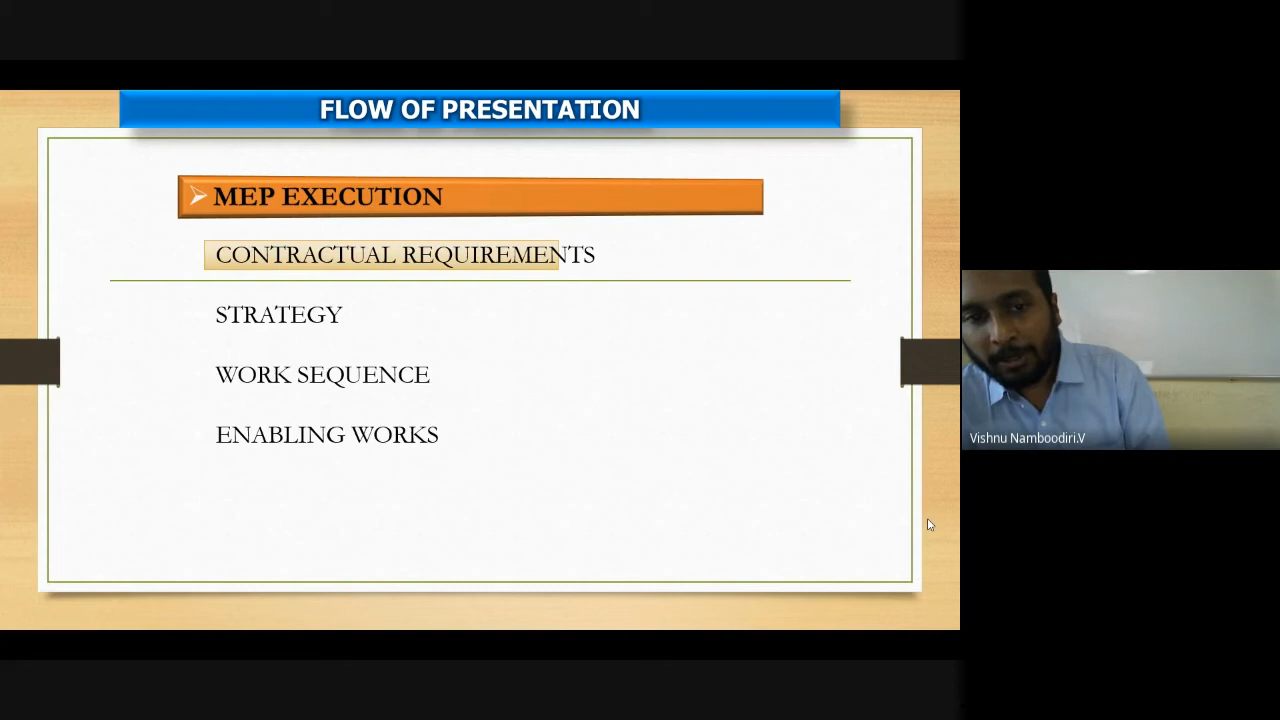 FLOW OF PRESENTATION
MEP EXECUTION
CONTRACTUAL REQUIREMENTS
STRATEGY
WORK SEQUENCE
ENABLING WORKS
Vishnu Namboodiri.V